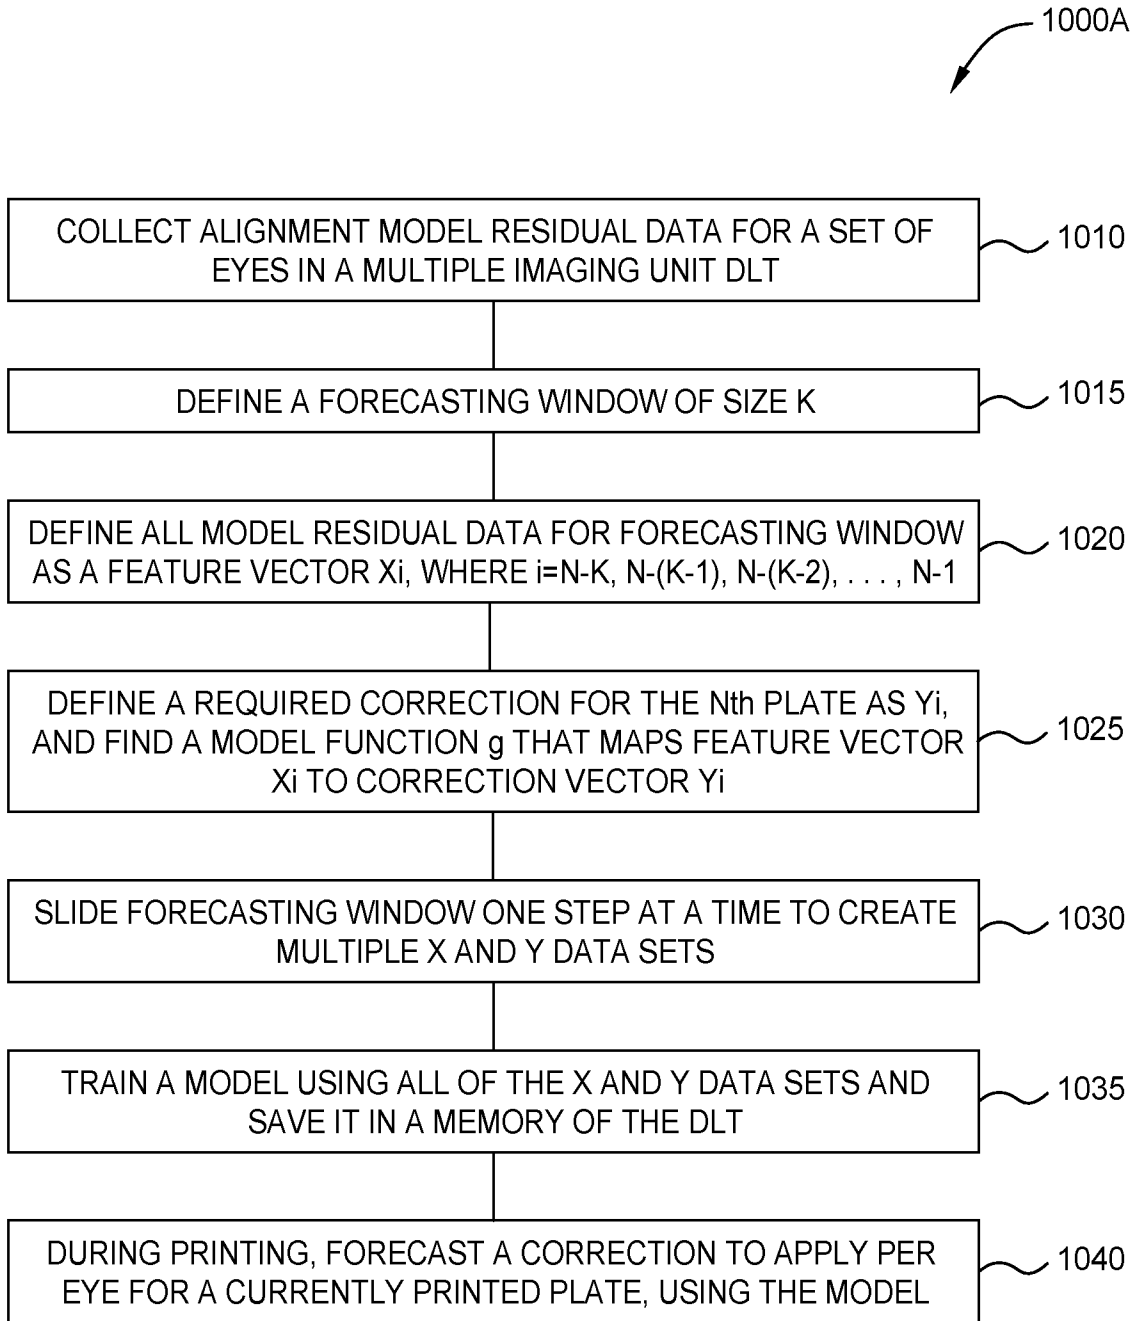 1000A
COLLECT ALIGNMENT MODEL RESIDUAL DATA FOR A SET OF
EYES IN A MULTIPLE IMAGING UNIT DLT
1010
DEFINE A FORECASTING WINDOW OF SIZE K
1015
DEFINE ALL MODEL RESIDUAL DATA FOR FORECASTING WINDOW
AS A FEATURE VECTOR Xi, WHERE i=N-K, N-(K-1), N-(K-2), . . . , N-1
1020
DEFINE A REQUIRED CORRECTION FOR THE Nth PLATE AS Yi,
AND FIND A MODEL FUNCTION g THAT MAPS FEATURE VECTOR
Xi TO CORRECTION VECTOR Yi
1025
SLIDE FORECASTING WINDOW ONE STEP AT A TIME TO CREATE
MULTIPLE X AND Y DATA SETS
1030
TRAIN A MODEL USING ALL OF THE X AND Y DATA SETS AND
SAVE IT IN A MEMORY OF THE DLT
1035
DURING PRINTING, FORECAST A CORRECTION TO APPLY PER
EYE FOR A CURRENTLY PRINTED PLATE, USING THE MODEL
1040